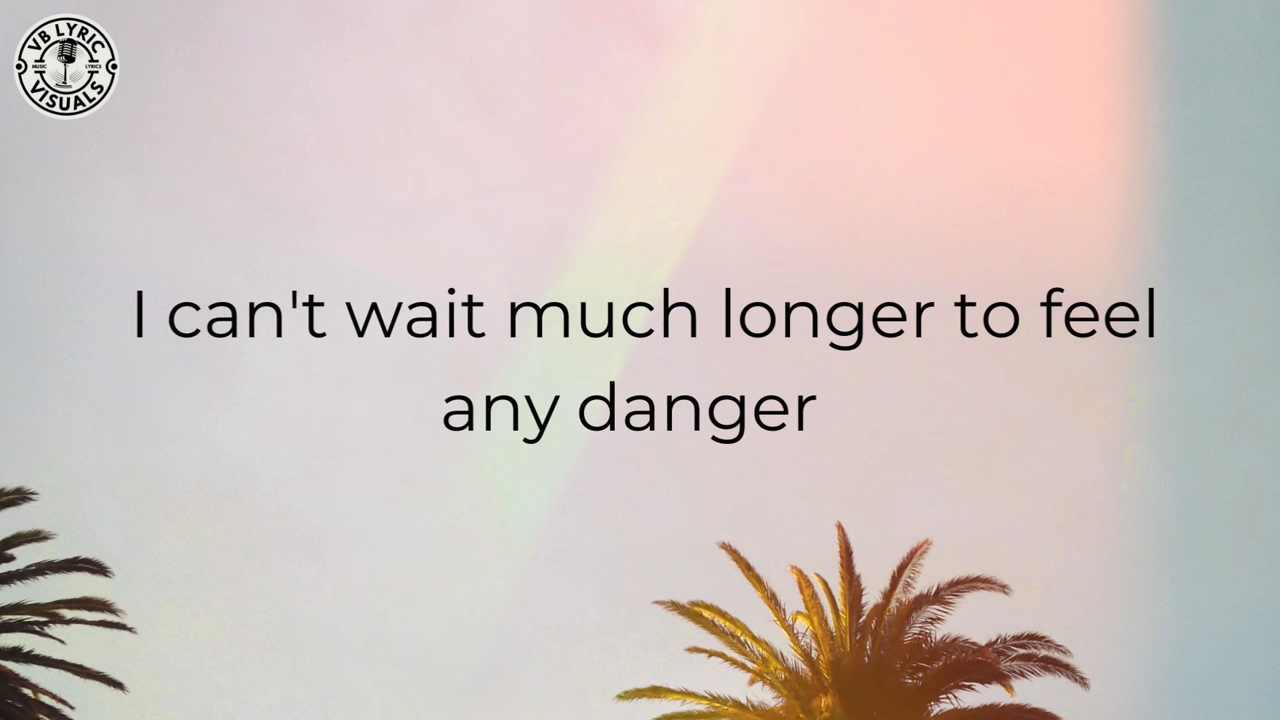 VB LYRIC
MUSIC
LYRICS
VISUALS
I can't wait much longer to feel
any danger